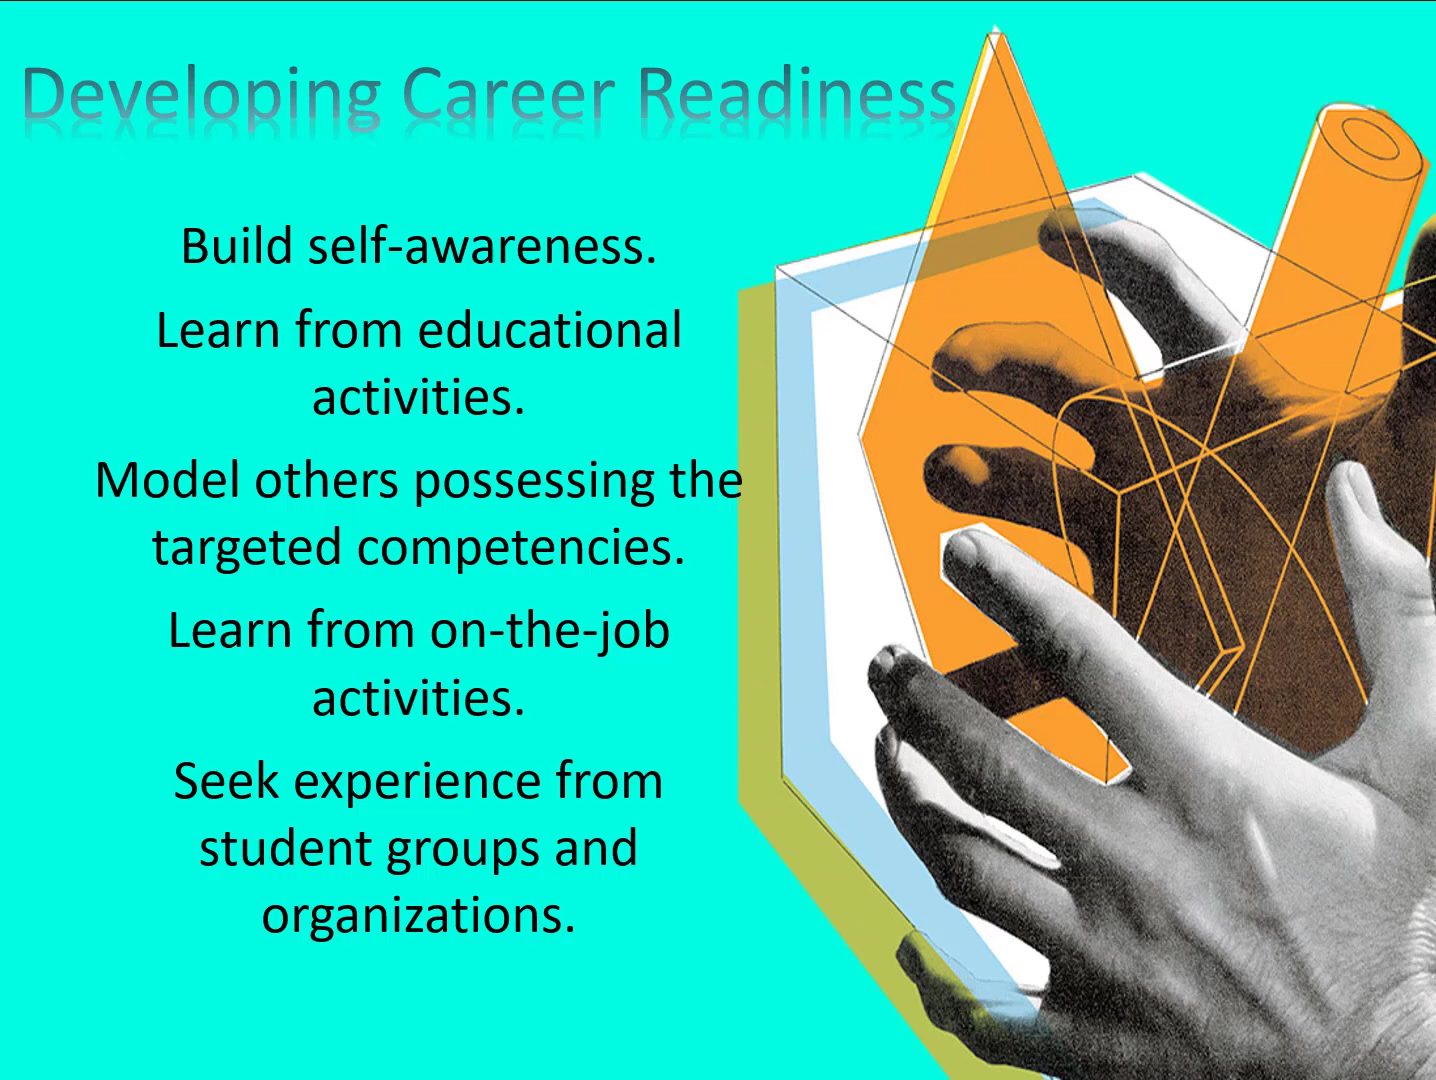 Developing Career Readiness
Build self-awareness.
Learn from educational
activities.
Model others possessing the
targeted competencies.
Learn from on-the-job
activities.
Seek experience from
student groups and
organizations.